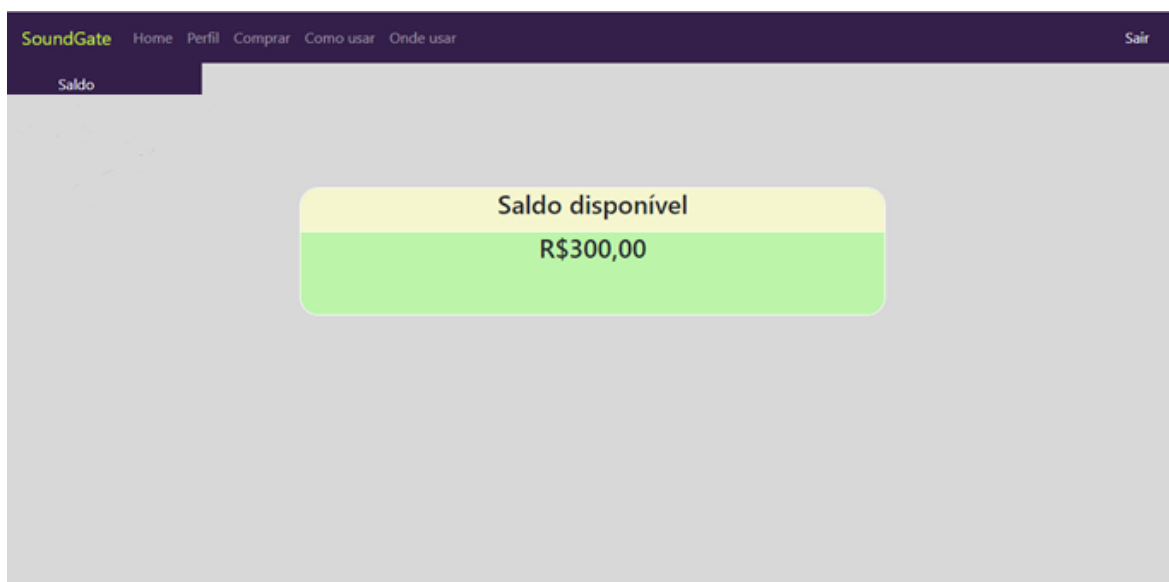 SoundGate Home Perfil Comprar Como usar Onde usar Sair
Saldo
Saldo disponível
R$300,00